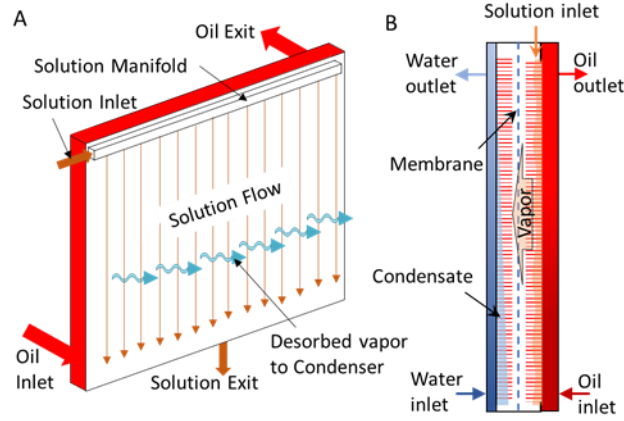 A
Oil Exit
Solution Manifold
Solution Inlet
Solution Flow
Oil
Inlet
Solution Exit
Desorbed vapor
to Condenser
B
Solution inlet
Water
outlet
Oil
outlet
Membrane
Vapor
Condensate
Water
inlet
Oil
inlet